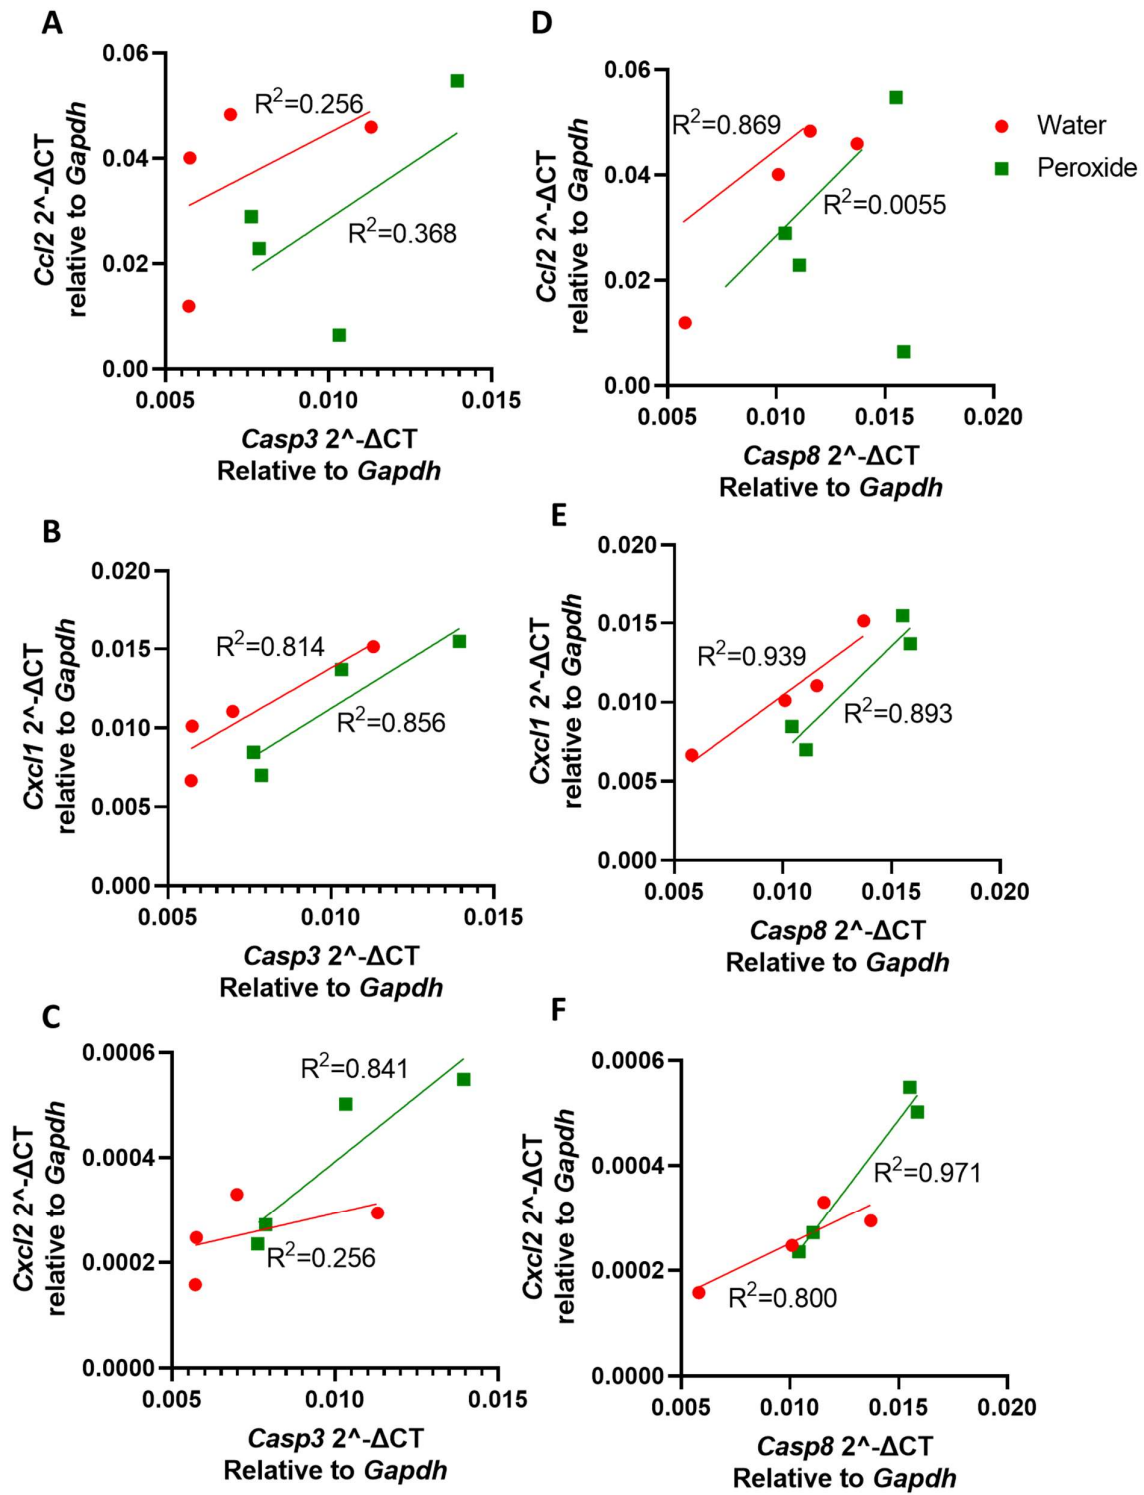 A
0.06
0.04
0.02
0.00
Ccl2 2^-ΔCT
relative to Gapdh
R²=0.256
R²=0.368
0.005
0.010
0.015
Casp3 2^-ΔCT
Relative to Gapdh
D
0.06
0.04
0.02
0.00
Ccl2 2^-ΔCT
relative to Gapdh
R²=0.869
R²=0.0055
0.005
0.010
0.015
0.020
Casp8 2^-ΔCT
Relative to Gapdh
Water
Peroxide
B
0.020
0.015
0.010
0.005
0.000
Cxcl1 2^-ΔCT
relative to Gapdh
R²=0.814
R²=0.856
0.005
0.010
0.015
Casp3 2^-ΔCT
Relative to Gapdh
E
0.020
0.015
0.010
0.005
0.000
Cxcl1 2^-ΔCT
relative to Gapdh
R²=0.939
R²=0.893
0.005
0.010
0.015
0.020
Casp8 2^-ΔCT
Relative to Gapdh
C
0.0006
0.0004
0.0002
0.0000
Cxcl2 2^-ΔCT
relative to Gapdh
R²=0.841
R²=0.256
0.005
0.010
0.015
Casp3 2^-ΔCT
Relative to Gapdh
F
0.0006
0.0004
0.0002
0.0000
Cxcl2 2^-ΔCT
relative to Gapdh
R²=0.971
R²=0.800
0.005
0.010
0.015
0.020
Casp8 2^-ΔCT
Relative to Gapdh